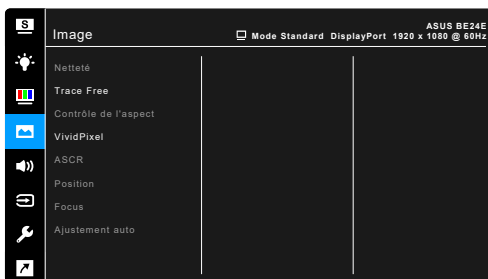 S
ASUS BE24E
Image
Mode Standard DisplayPort 1920 x 1080 @ 60Hz
Netteté
Trace Free
Contrôle de l'aspect
VividPixel
ASCR
Position
Focus
Ajustement auto